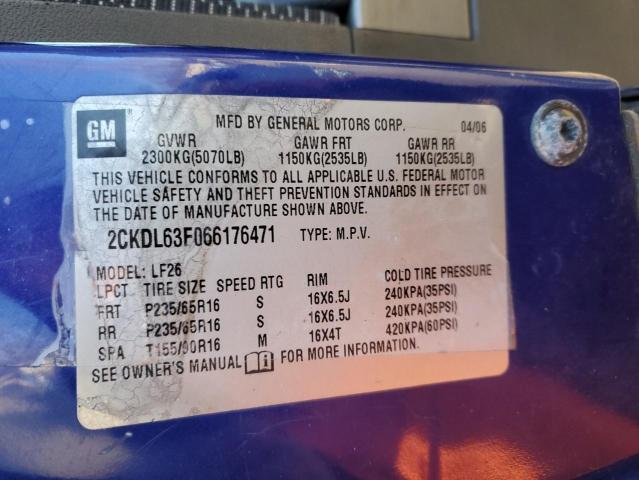 GM
MFD BY GENERAL MOTORS CORP. 04/06
GVWR GAWR FRT GAWR RR
2300KG(5070LB) 1150KG(2535LB) 1150KG(2535LB)
THIS VEHICLE CONFORMS TO ALL APPLICABLE U.S. FEDERAL MOTOR
VEHICLE SAFETY AND THEFT PREVENTION STANDARDS IN EFFECT ON
THE DATE OF MANUFACTURE SHOWN ABOVE.
2CKDL63F066176471 TYPE: M.P.V.
MODEL: LF26
LPCT TIRE SIZE SPEED RTG RIM COLD TIRE PRESSURE
FRT P235/65R16 S 16X6.5J 240KPA(35PSI)
RR P235/65R16 S 16X6.5J 240KPA(35PSI)
SPA T155/90R16 M 16X4T 420KPA(60PSI)
SEE OWNER'S MANUAL FOR MORE INFORMATION.